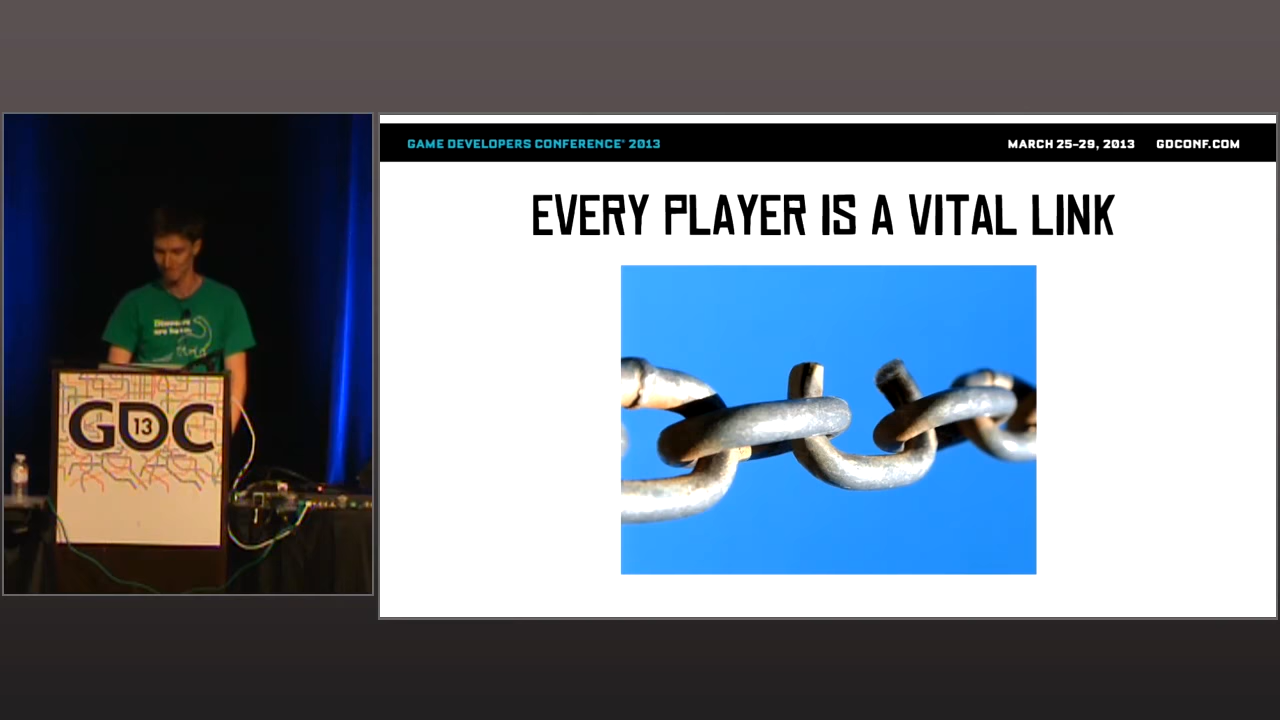 GAME DEVELOPERS CONFERENCE® 2013
MARCH 25-29, 2013 GDCONF.COM
EVERY PLAYER IS A VITAL LINK
GDC
13